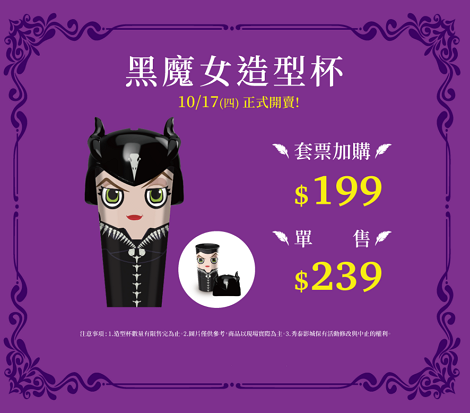 黑魔女造型杯
10/17(四) 正式開賣!
套票加購
$199
單 售
$239
注意事項：1.造型杯數量有限售完為止。2.圖片僅供參考，商品以現場實際為主。3.秀泰影城保有活動修改與中止的權利。